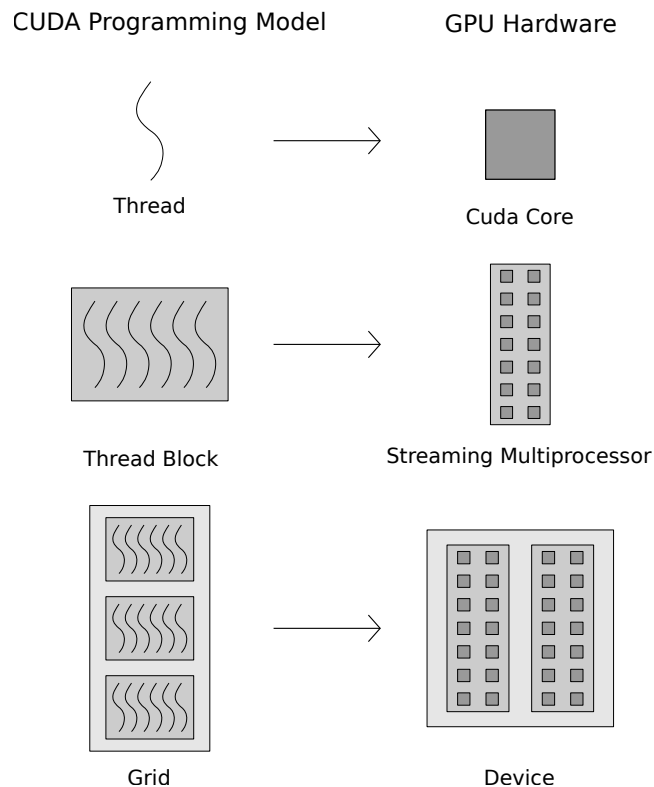 CUDA Programming Model
GPU Hardware
Thread
Cuda Core
Thread Block
Streaming Multiprocessor
Grid
Device